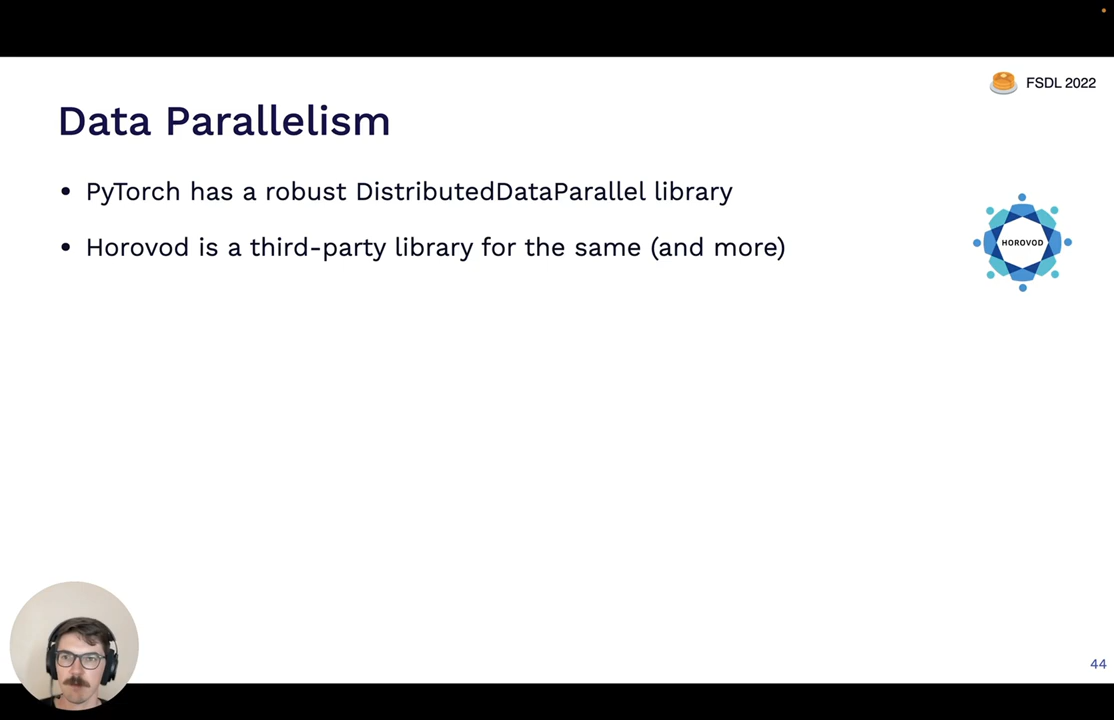 FSDL 2022
Data Parallelism
• PyTorch has a robust DistributedDataParallel library
• Horovod is a third-party library for the same (and more)
HOROVOD
44